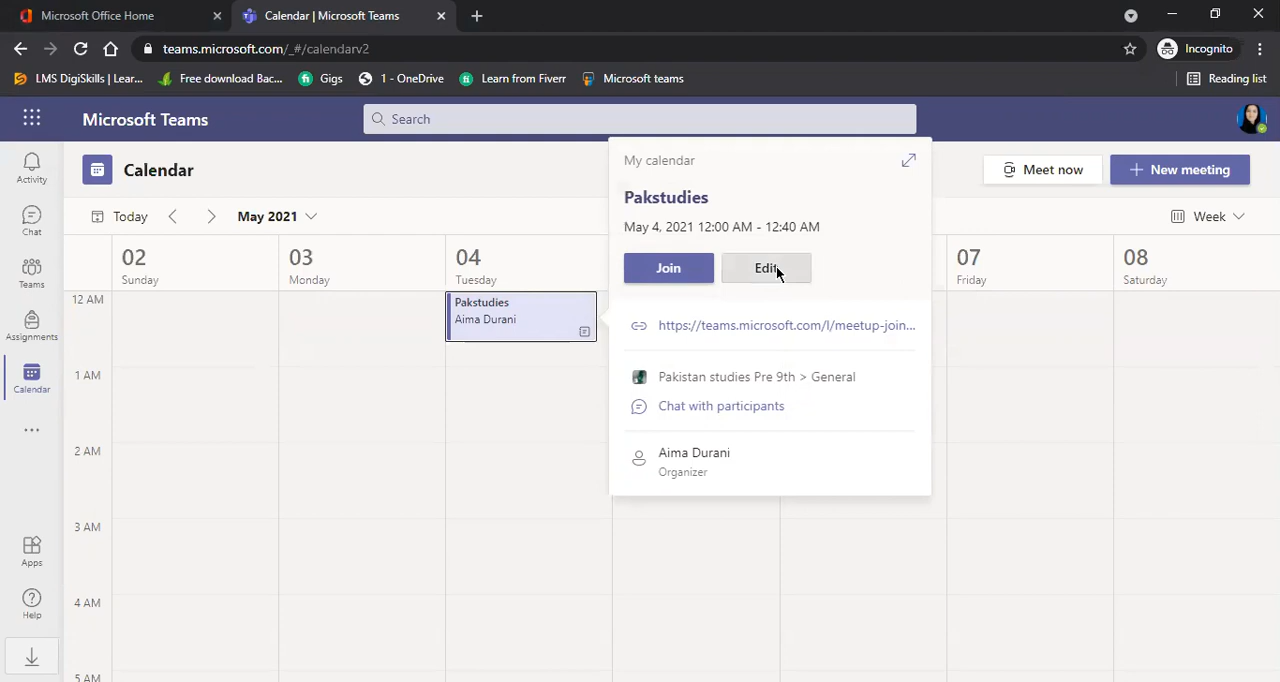 Microsoft Office Home
Calendar | Microsoft Teams
teams.microsoft.com/_#/calendarv2
Incognito
LMS DigiSkills | Lear...
Free download Bac...
Gigs
1 - OneDrive
Learn from Fiverr
Microsoft teams
Reading list
Microsoft Teams
Search
Activity
Chat
Teams
Assignments
Calendar
Apps
Help
Calendar
Meet now
New meeting
Today
May 2021
Week
02
Sunday
03
Monday
04
Tuesday
07
Friday
08
Saturday
12 AM
1 AM
2 AM
3 AM
4 AM
5 AM
Pakstudies
Aima Durani
My calendar
Pakstudies
May 4, 2021 12:00 AM - 12:40 AM
Join
Edit
https://teams.microsoft.com/l/meetup-join...
Pakistan studies Pre 9th > General
Chat with participants
Aima Durani
Organizer